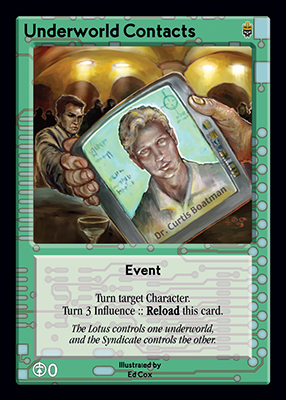 Underworld Contacts
Dr. Curtis Boatman
Event
Turn target Character.
Turn 3 Influence :: Reload this card.
The Lotus controls one underworld,
and the Syndicate controls the other.
0
Illustrated by
Ed Cox